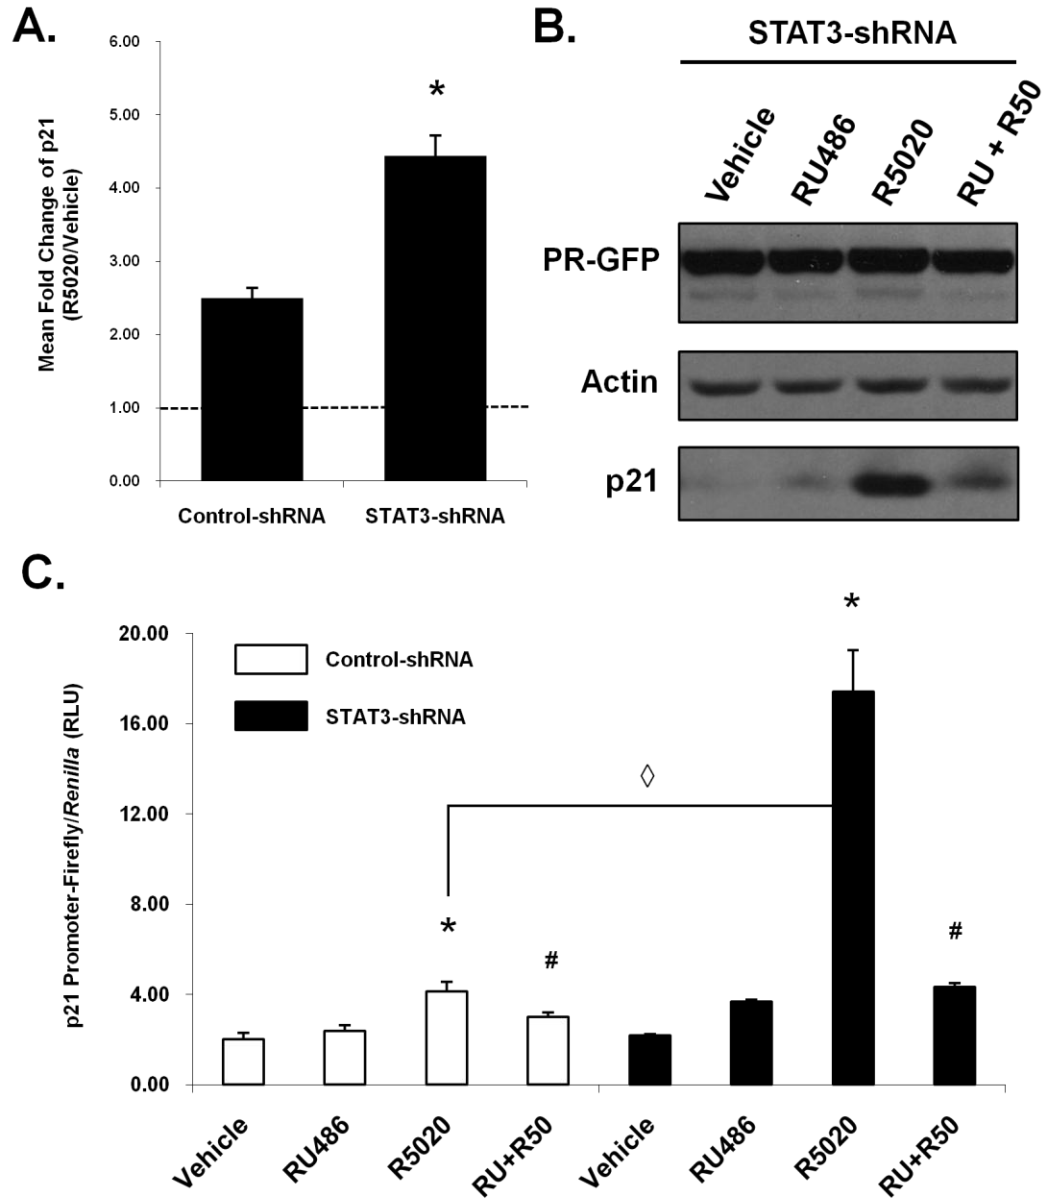 A.
6.00
5.00
4.00
3.00
2.00
1.00
0.00
Mean Fold Change of p21
(R5020/Vehicle)
*
Control-shRNA
STAT3-shRNA
B.
STAT3-shRNA
Vehicle
RU486
R5020
RU + R50
PR-GFP
Actin
p21
C.
20.00
16.00
12.00
8.00
4.00
0.00
p21 Promoter-Firefly/Renilla (RLU)
Control-shRNA
STAT3-shRNA
*
#
◊
*
#
Vehicle
RU486
R5020
RU+R50
Vehicle
RU486
R5020
RU+R50